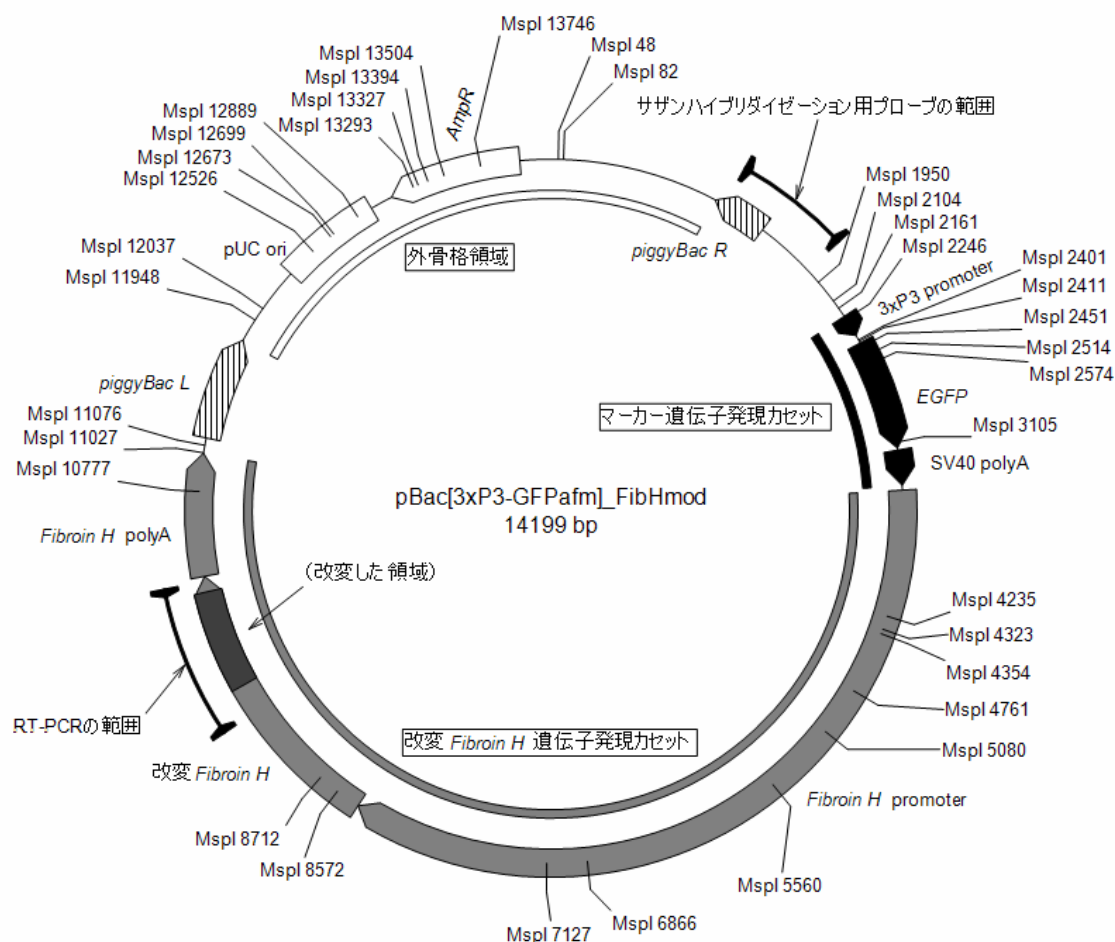 MspI 13746
MspI 48
MspI 82
MspI 13504
MspI 13394
MspI 13327
MspI 13293
AmpR
サザンハイブリダイゼーション用プローブの範囲
MspI 12889
MspI 12699
MspI 12673
MspI 12526
MspI 1950
MspI 2104
MspI 2161
MspI 2246
pUC ori
外骨格領域
piggyBac R
3xP3 promoter
MspI 2401
MspI 2411
MspI 2451
MspI 2514
MspI 2574
MspI 12037
MspI 11948
piggyBac L
EGFP
マーカー遺伝子発現カセット
MspI 3105
SV40 polyA
MspI 11076
MspI 11027
MspI 10777
pBac[3xP3-GFPafm]_FibHmod
14199 bp
Fibroin H polyA
(改変した領域)
MspI 4235
MspI 4323
MspI 4354
MspI 4761
MspI 5080
RT-PCRの範囲
改変 Fibroin H 遺伝子発現カセット
改変 Fibroin H
Fibroin H promoter
MspI 8712
MspI 8572
MspI 5560
MspI 6866
MspI 7127